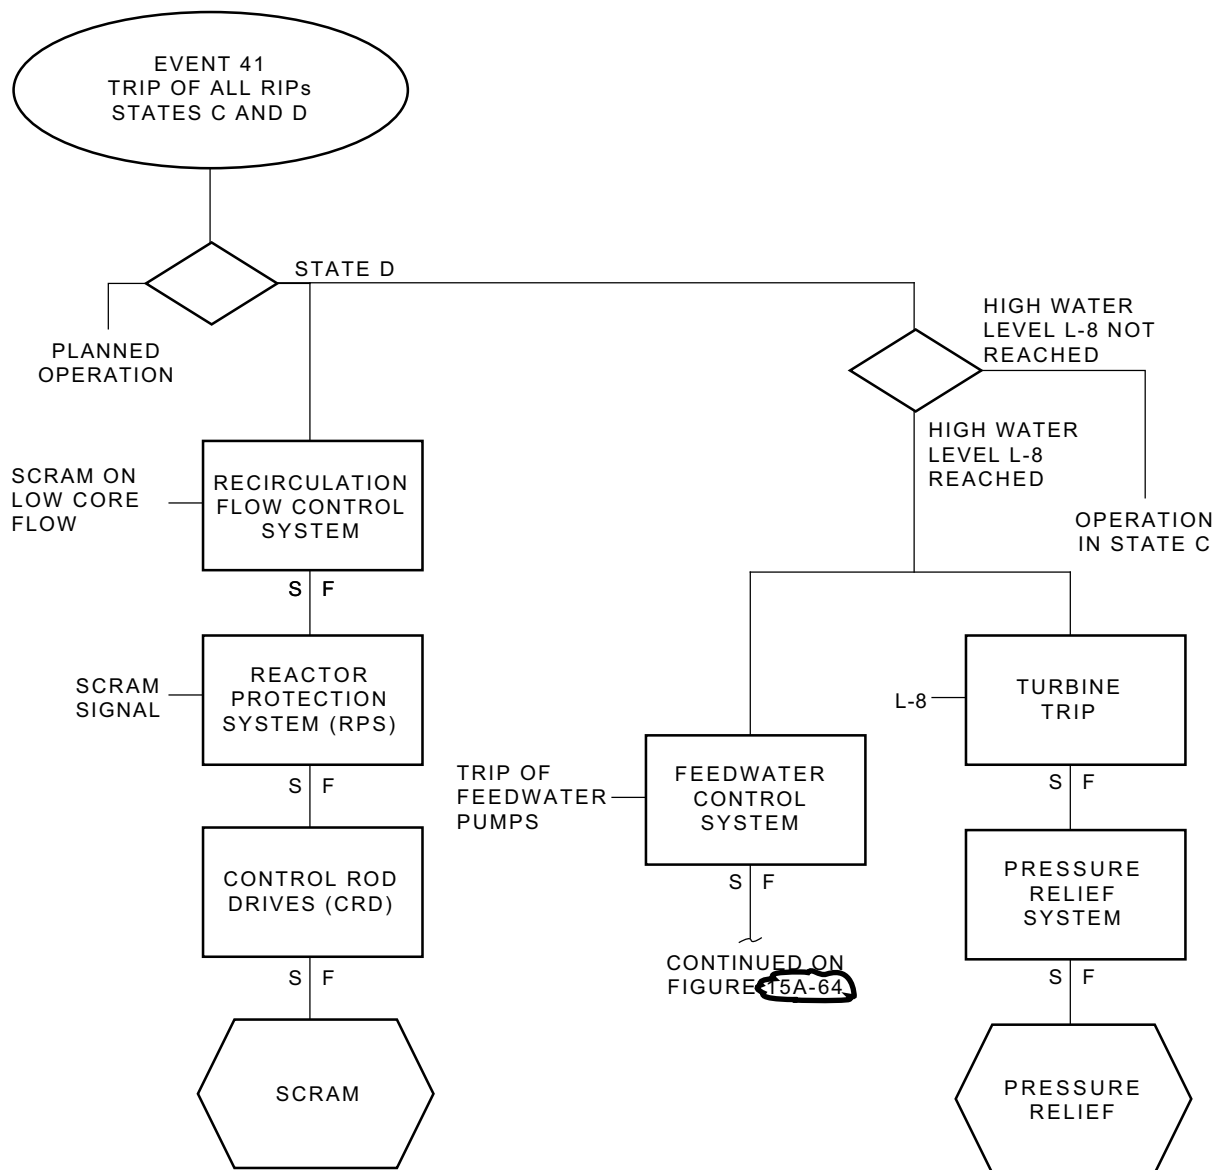 EVENT 41
TRIP OF ALL RIPs
STATES C AND D
STATE D
PLANNED
OPERATION
HIGH WATER
LEVEL L-8 NOT
REACHED
HIGH WATER
LEVEL L-8
REACHED
OPERATION
IN STATE C
SCRAM ON
LOW CORE
FLOW
RECIRCULATION
FLOW CONTROL
SYSTEM
S F
SCRAM
SIGNAL
REACTOR
PROTECTION
SYSTEM (RPS)
S F
CONTROL ROD
DRIVES (CRD)
S F
SCRAM
TRIP OF
FEEDWATER
PUMPS
FEEDWATER
CONTROL
SYSTEM
S F
CONTINUED ON
FIGURE 15A-64
L-8
TURBINE
TRIP
S F
PRESSURE
RELIEF
SYSTEM
S F
PRESSURE
RELIEF